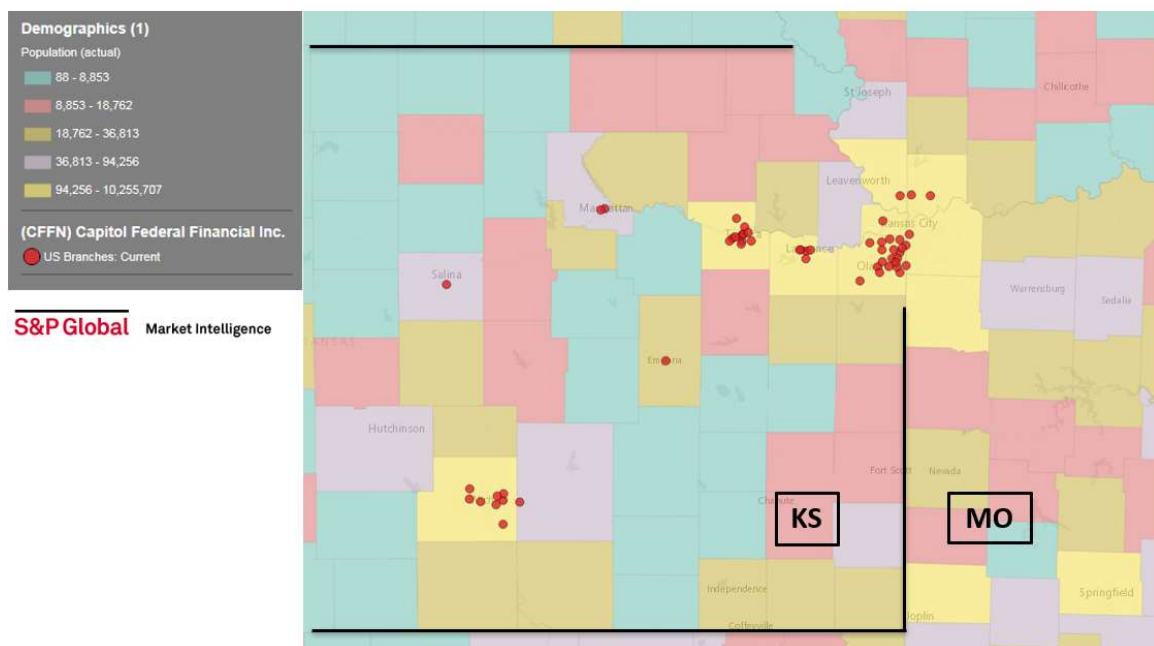 Demographics (1)
Population (actual)
88 - 8,853
8,853 - 18,762
18,762 - 36,813
36,813 - 94,256
94,256 - 10,255,707
(CFFN) Capitol Federal Financial Inc.
US Branches: Current
S&P Global Market Intelligence
St Joseph
Chillicothe
Leavenworth
Kansas City
Salina
Warrensburg
Sedalia
Hutchinson
Fort Scott
Nevada
KS
MO
Independence
Springfield
Coffeyville
Joplin